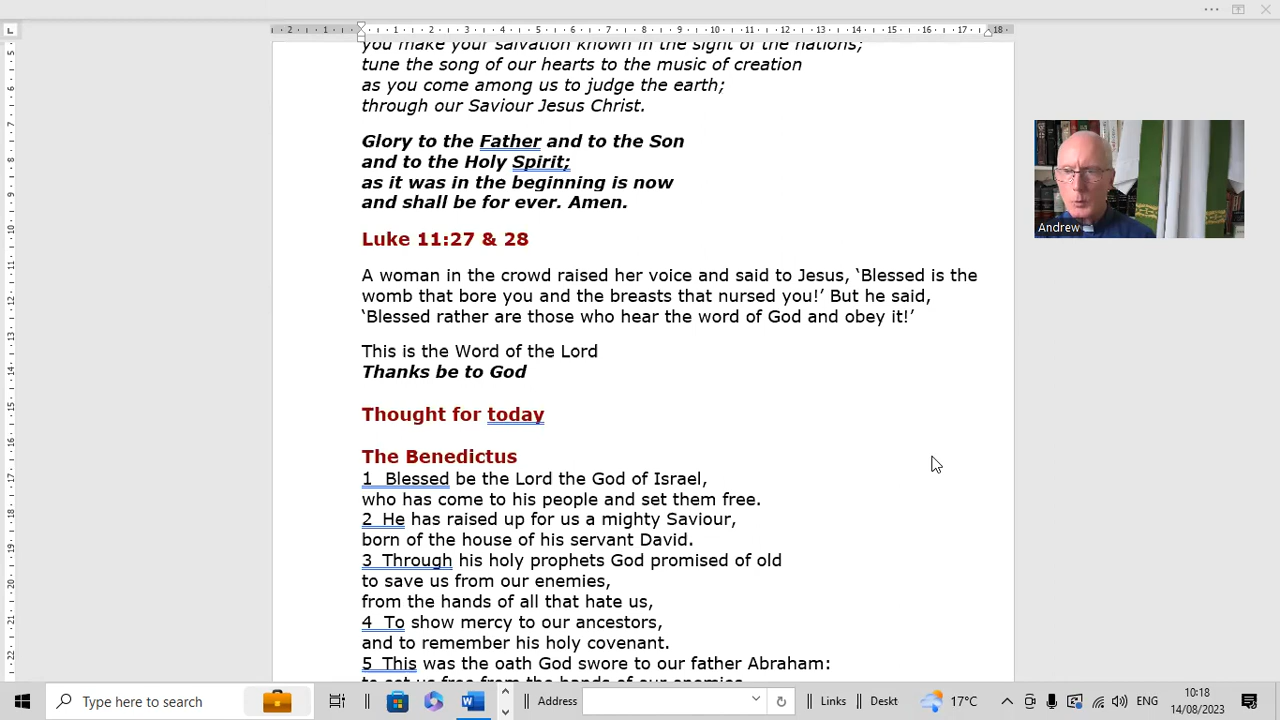 you make your salvation known in the sight of the nations;
tune the song of our hearts to the music of creation
as you come among us to judge the earth;
through our Saviour Jesus Christ.
Glory to the Father and to the Son
and to the Holy Spirit;
as it was in the beginning is now
and shall be for ever. Amen.
Luke 11:27 & 28
A woman in the crowd raised her voice and said to Jesus, ‘Blessed is the
womb that bore you and the breasts that nursed you!’ But he said,
‘Blessed rather are those who hear the word of God and obey it!’
This is the Word of the Lord
Thanks be to God
Thought for today
The Benedictus
1 Blessed be the Lord the God of Israel,
who has come to his people and set them free.
2 He has raised up for us a mighty Saviour,
born of the house of his servant David.
3 Through his holy prophets God promised of old
to save us from our enemies,
from the hands of all that hate us,
4 To show mercy to our ancestors,
and to remember his holy covenant.
5 This was the oath God swore to our father Abraham:
to set us free from the hands of our enemies
Andrew
Type here to search
Address
Links
Deskt
17°C
ENG
10:18
14/08/2023